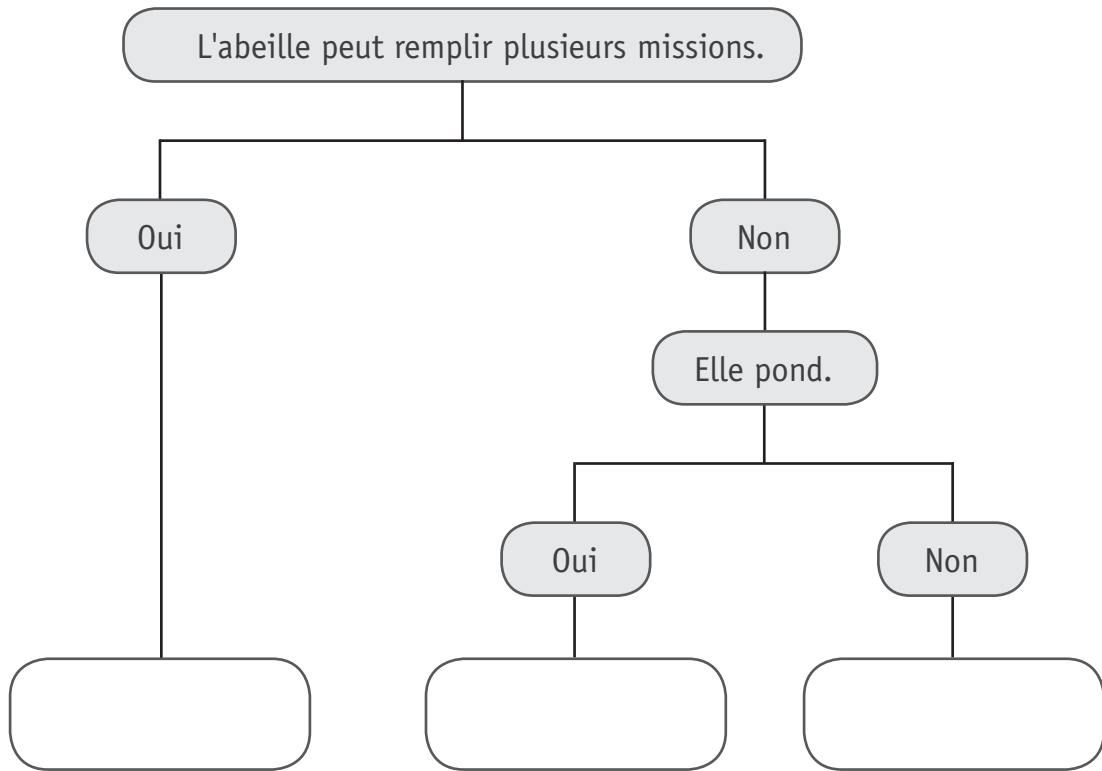 L'abeille peut remplir plusieurs missions.
Oui
Non
Elle pond.
Oui
Non